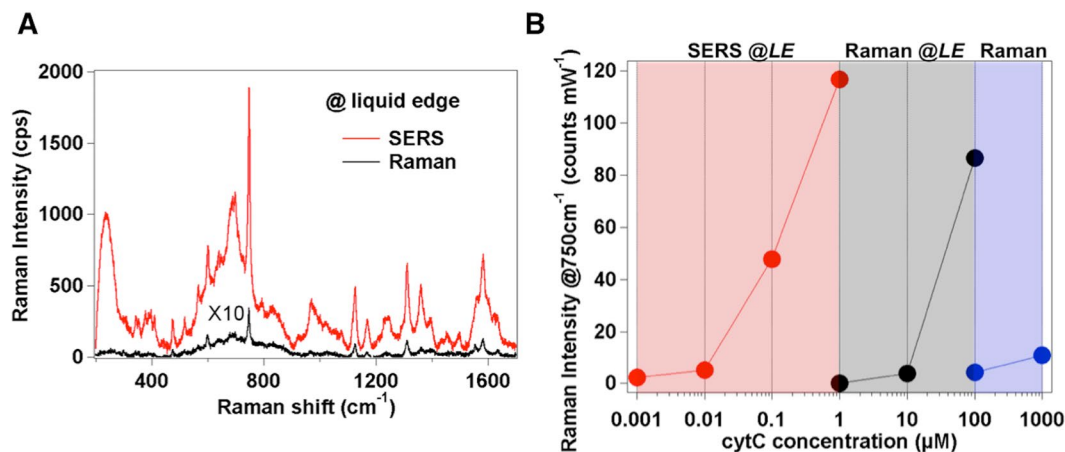 A
2000
1500
1000
500
0
Raman Intensity (cps)
@ liquid edge
SERS
Raman
X10
400
800
1200
1600
Raman shift (cm-1)
B
SERS @LE
Raman @LE
Raman
120
100
80
60
40
20
0
Raman Intensity @750cm-1 (counts mW-1)
0.001
0.01
0.1
1
10
100
1000
cytC concentration (µM)